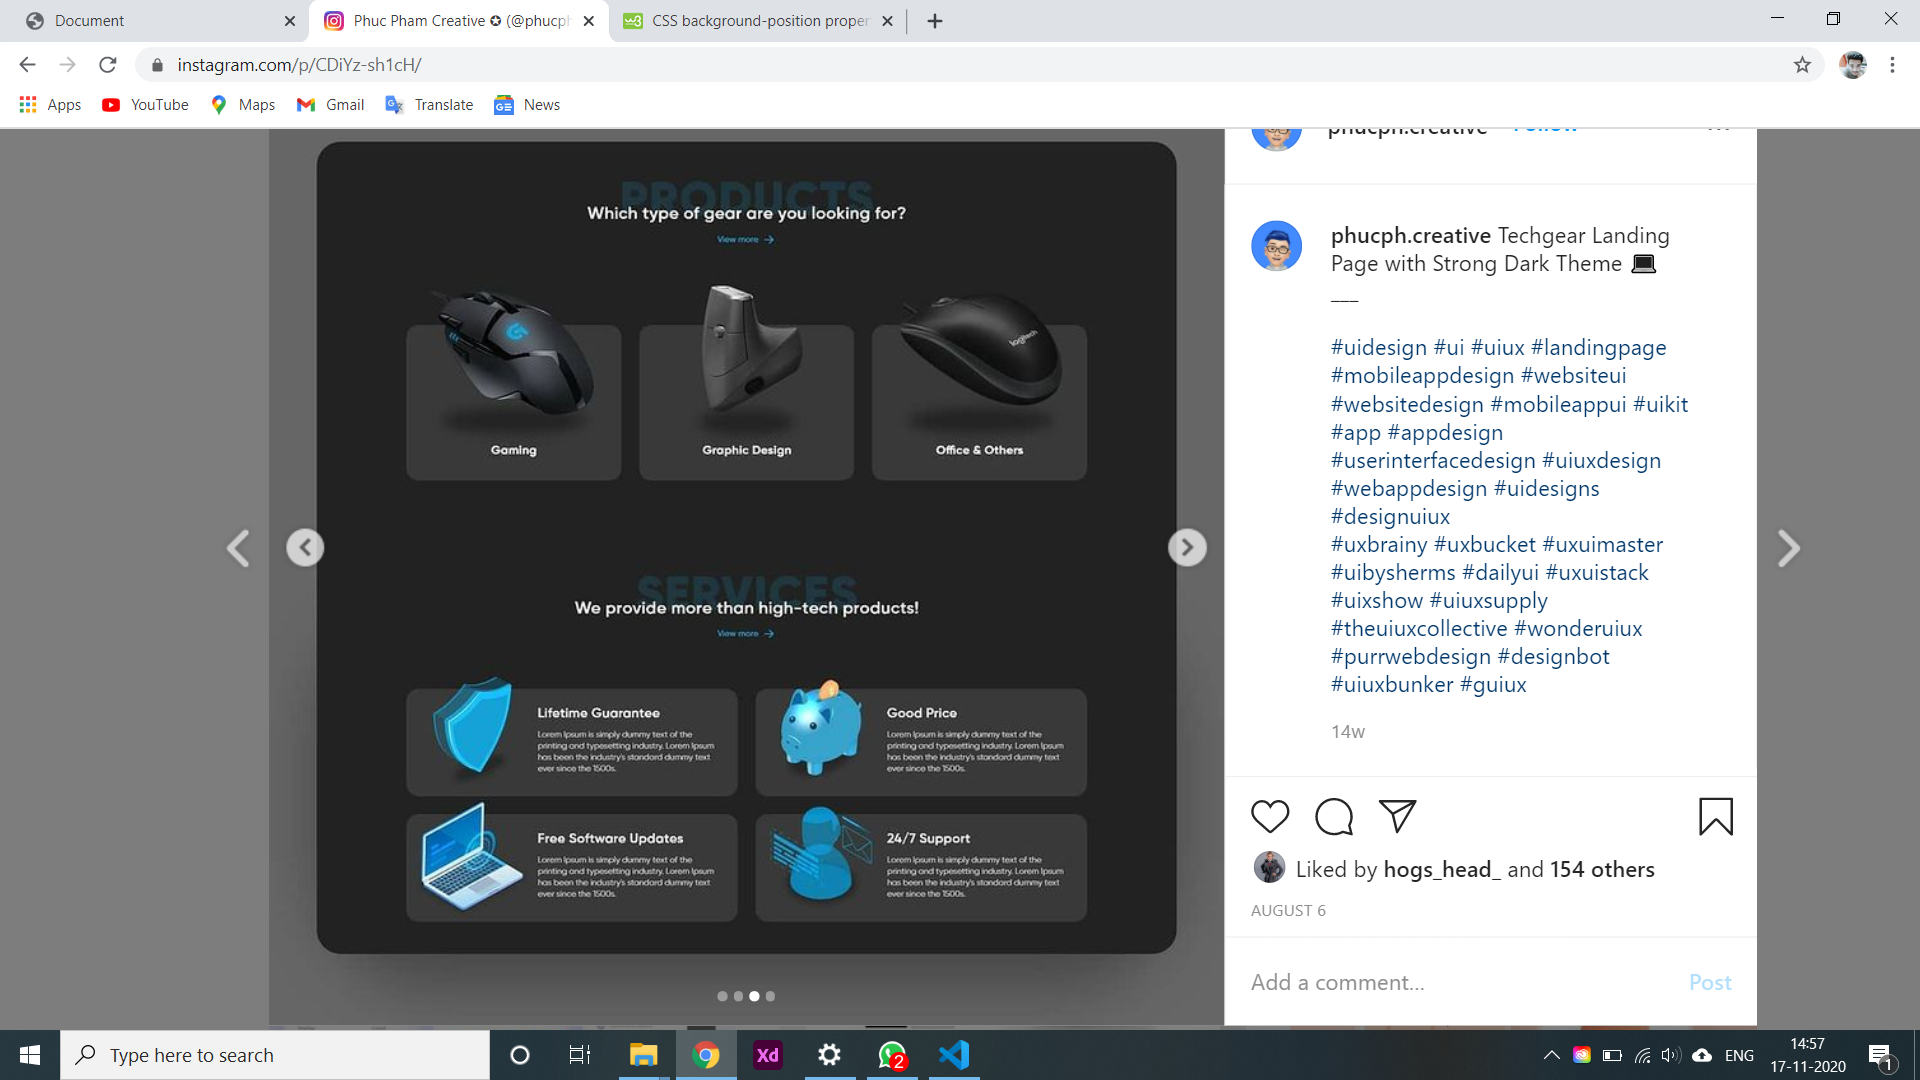 Document
Phuc Pham Creative ✪ (@phucph
CSS background-position proper
instagram.com/p/CDiYz-sh1cH/
Apps
YouTube
Maps
Gmail
Translate
News
PRODUCTS
Which type of gear are you looking for?
View more →
logitech
Gaming
Graphic Design
Office & Others
SERVICES
We provide more than high-tech products!
View more →
Lifetime Guarantee
Lorem Ipsum is simply dummy text of the
printing and typesetting industry. Lorem Ipsum
has been the industry's standard dummy text
ever since the 1500s.
Good Price
Lorem Ipsum is simply dummy text of the
printing and typesetting industry. Lorem Ipsum
has been the industry's standard dummy text
ever since the 1500s.
Free Software Updates
Lorem Ipsum is simply dummy text of the
printing and typesetting industry. Lorem Ipsum
has been the industry's standard dummy text
ever since the 1500s.
24/7 Support
Lorem Ipsum is simply dummy text of the
printing and typesetting industry. Lorem Ipsum
has been the industry's standard dummy text
ever since the 1500s.
phucph.creative Follow
phucph.creative Techgear Landing
Page with Strong Dark Theme 💻
___
#uidesign #ui #uiux #landingpage
#mobileappdesign #websiteui
#websitedesign #mobileappui #uikit
#app #appdesign
#userinterfacedesign #uiuxdesign
#webappdesign #uidesigns
#designuiux
#uxbrainy #uxbucket #uxuimaster
#uibysherms #dailyui #uxuistack
#uixshow #uiuxsupply
#theuiuxcollective #wonderuiux
#purrwebdesign #designbot
#uiuxbunker #guiux
14w
Liked by hogs_head_ and 154 others
AUGUST 6
Add a comment...
Post
Type here to search
Xd
2
ENG
14:57
17-11-2020
1